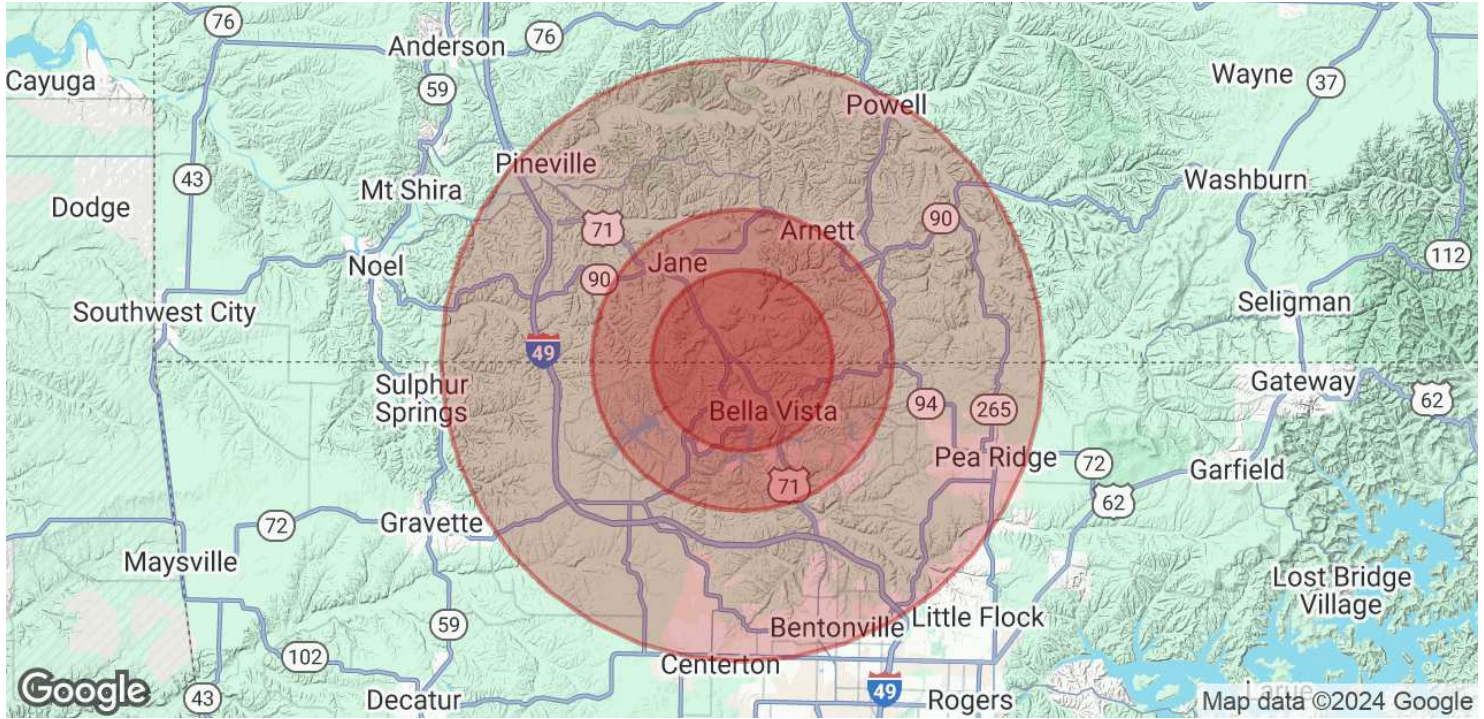 76
76
Anderson
Cayuga
59
Wayne
37
Powell
Pineville
43
Mt Shira
Washburn
Dodge
71
Arnett
90
112
Noel
Jane
90
Seligman
Southwest City
49
Gateway
Sulphur
Springs
94
265
62
Bella Vista
Pea Ridge
72
Garfield
71
62
72
Gravette
Maysville
Lost Bridge
Village
59
Bentonville
Little Flock
102
Centerton
Google
43
Decatur
49
Rogers
Larue
Map data ©2024 Google